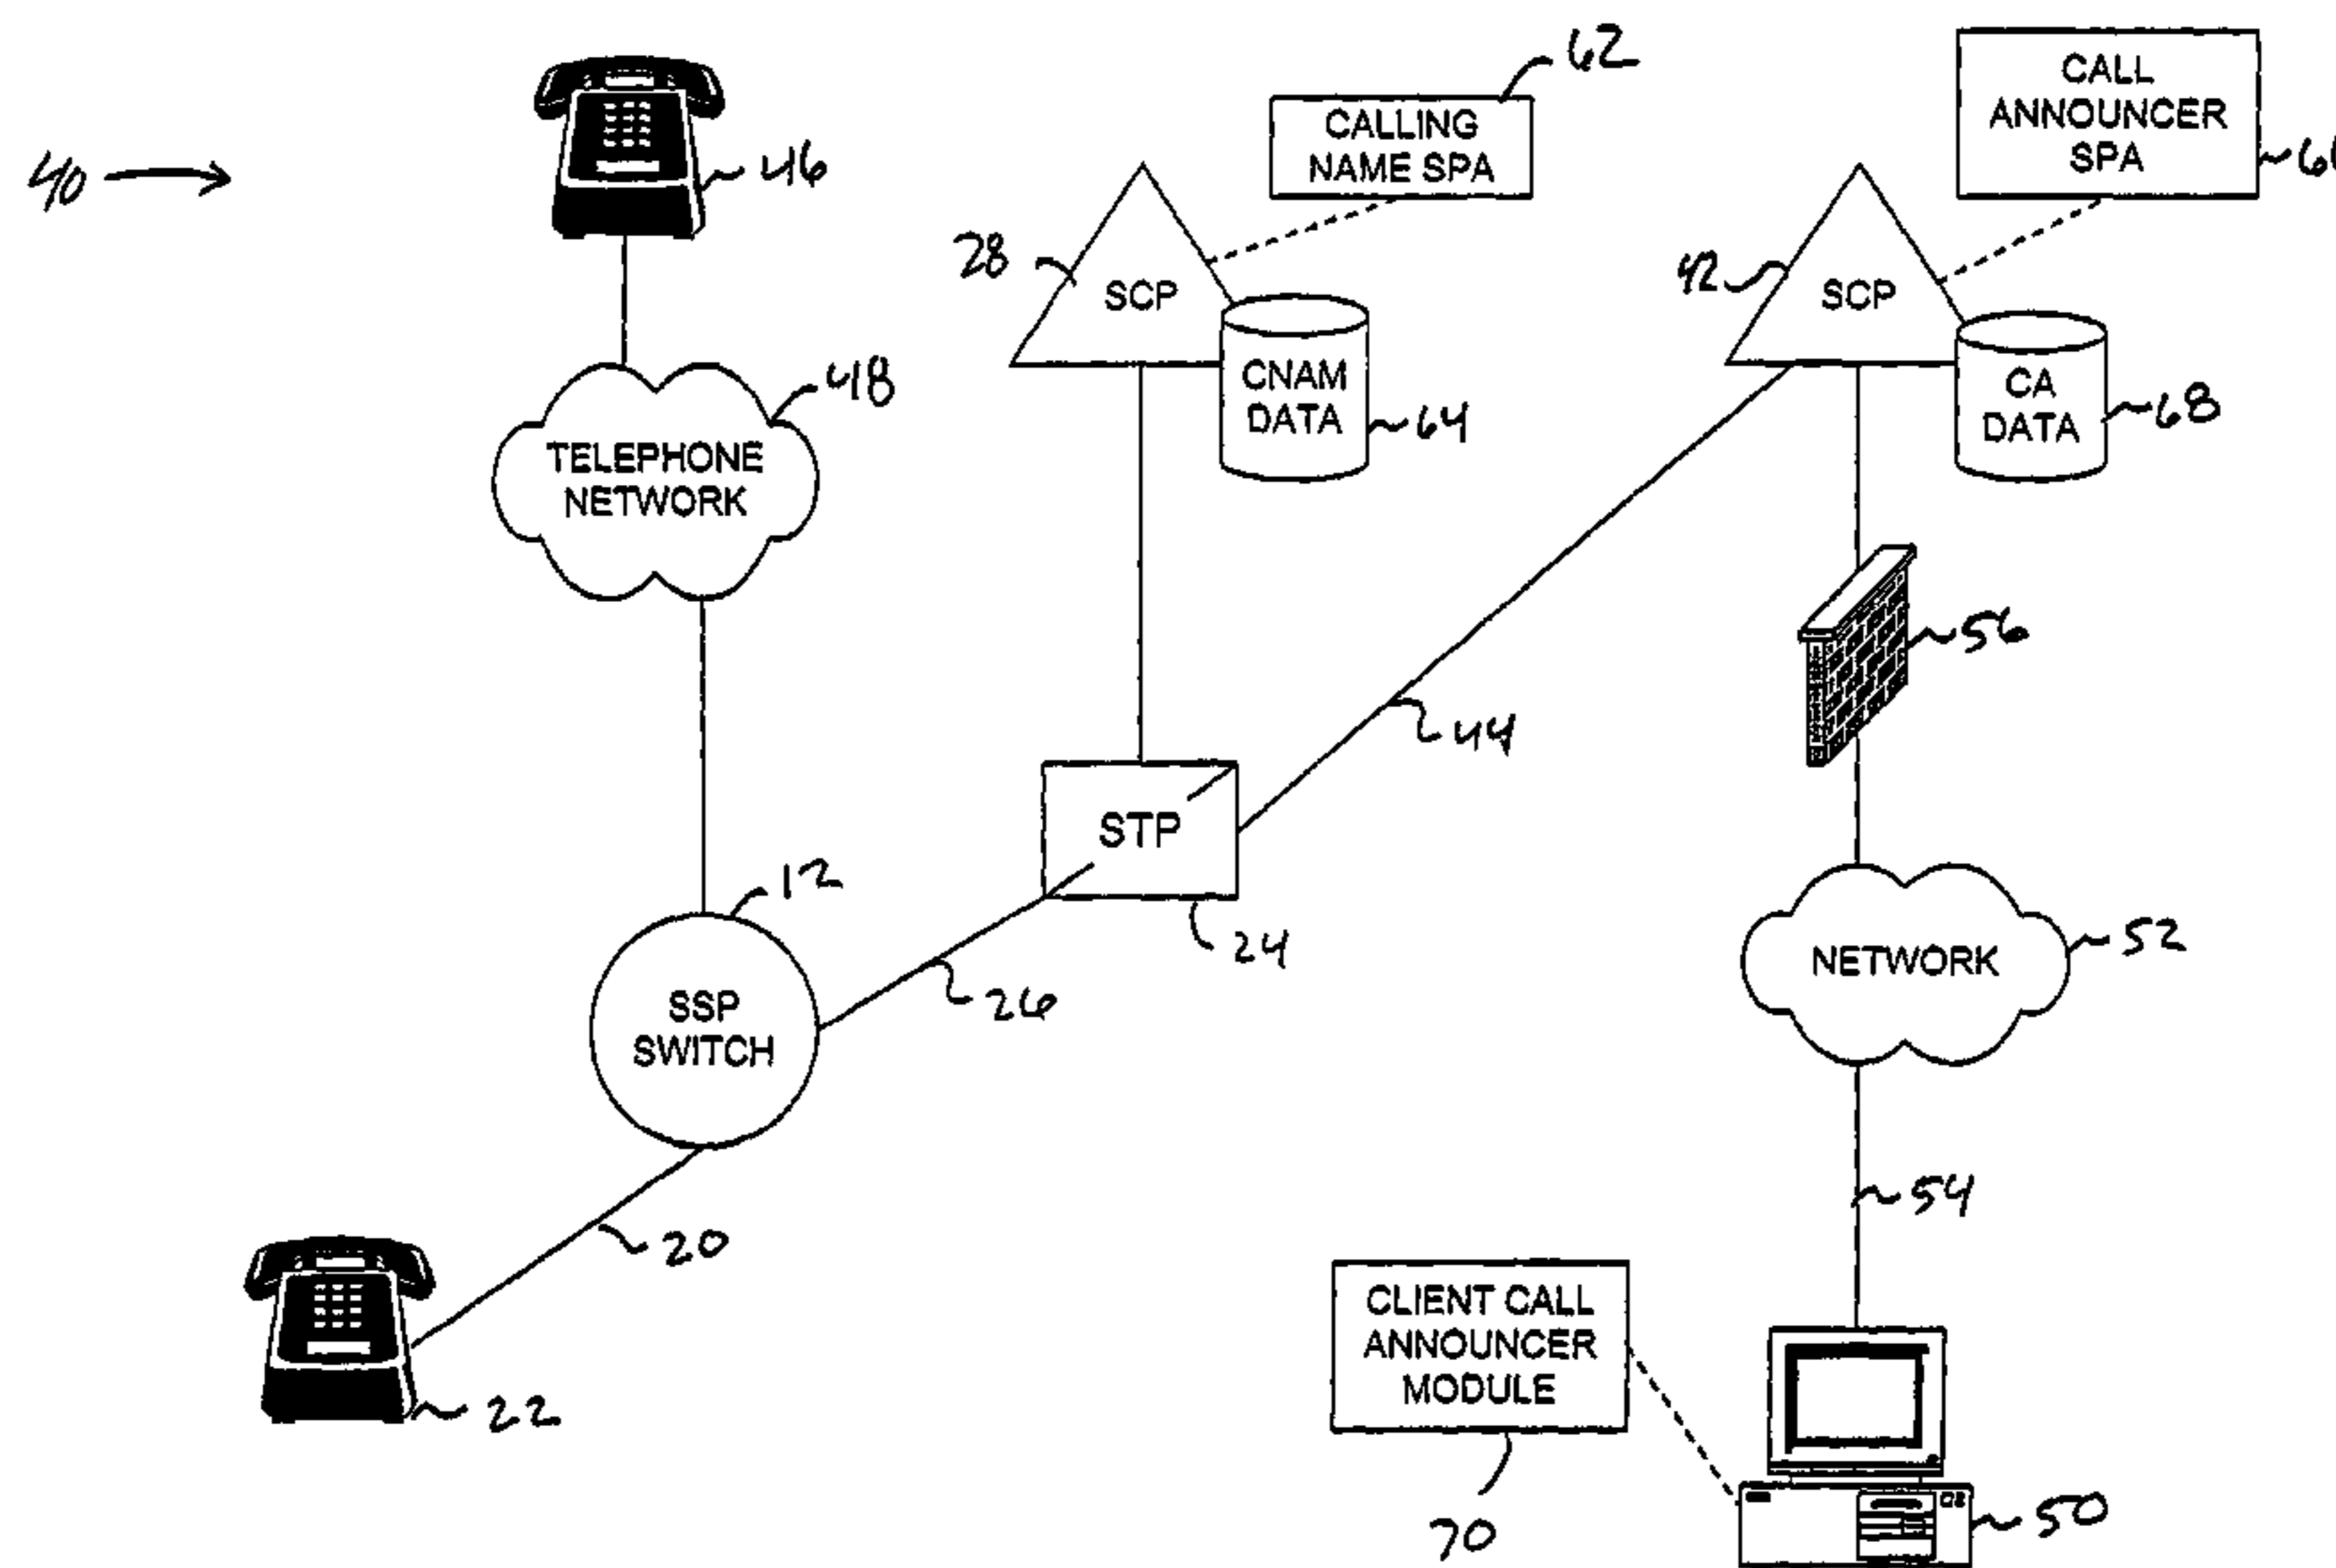 40
46
62
CALLING
NAME SPA
CALL
ANNOUNCER
SPA
28
SCP
42
SCP
48
TELEPHONE
NETWORK
CNAM
DATA
64
CA
DATA
68
56
44
STP
24
12
SSP
SWITCH
26
NETWORK
52
20
54
22
CLIENT CALL
ANNOUNCER
MODULE
70
50